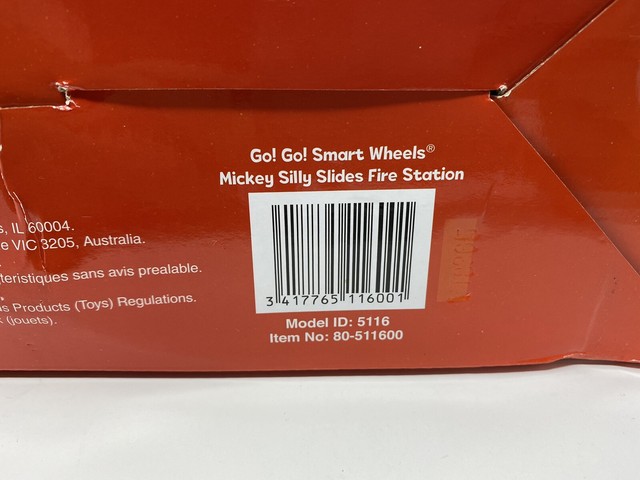 Go! Go! Smart Wheels®
Mickey Silly Slides Fire Station
3 417765 116001
Model ID: 5116
Item No: 80-511600
IL 60004.
VIC 3205, Australia.
sans avis prealable.
Products (Toys) Regulations.
(jouets).